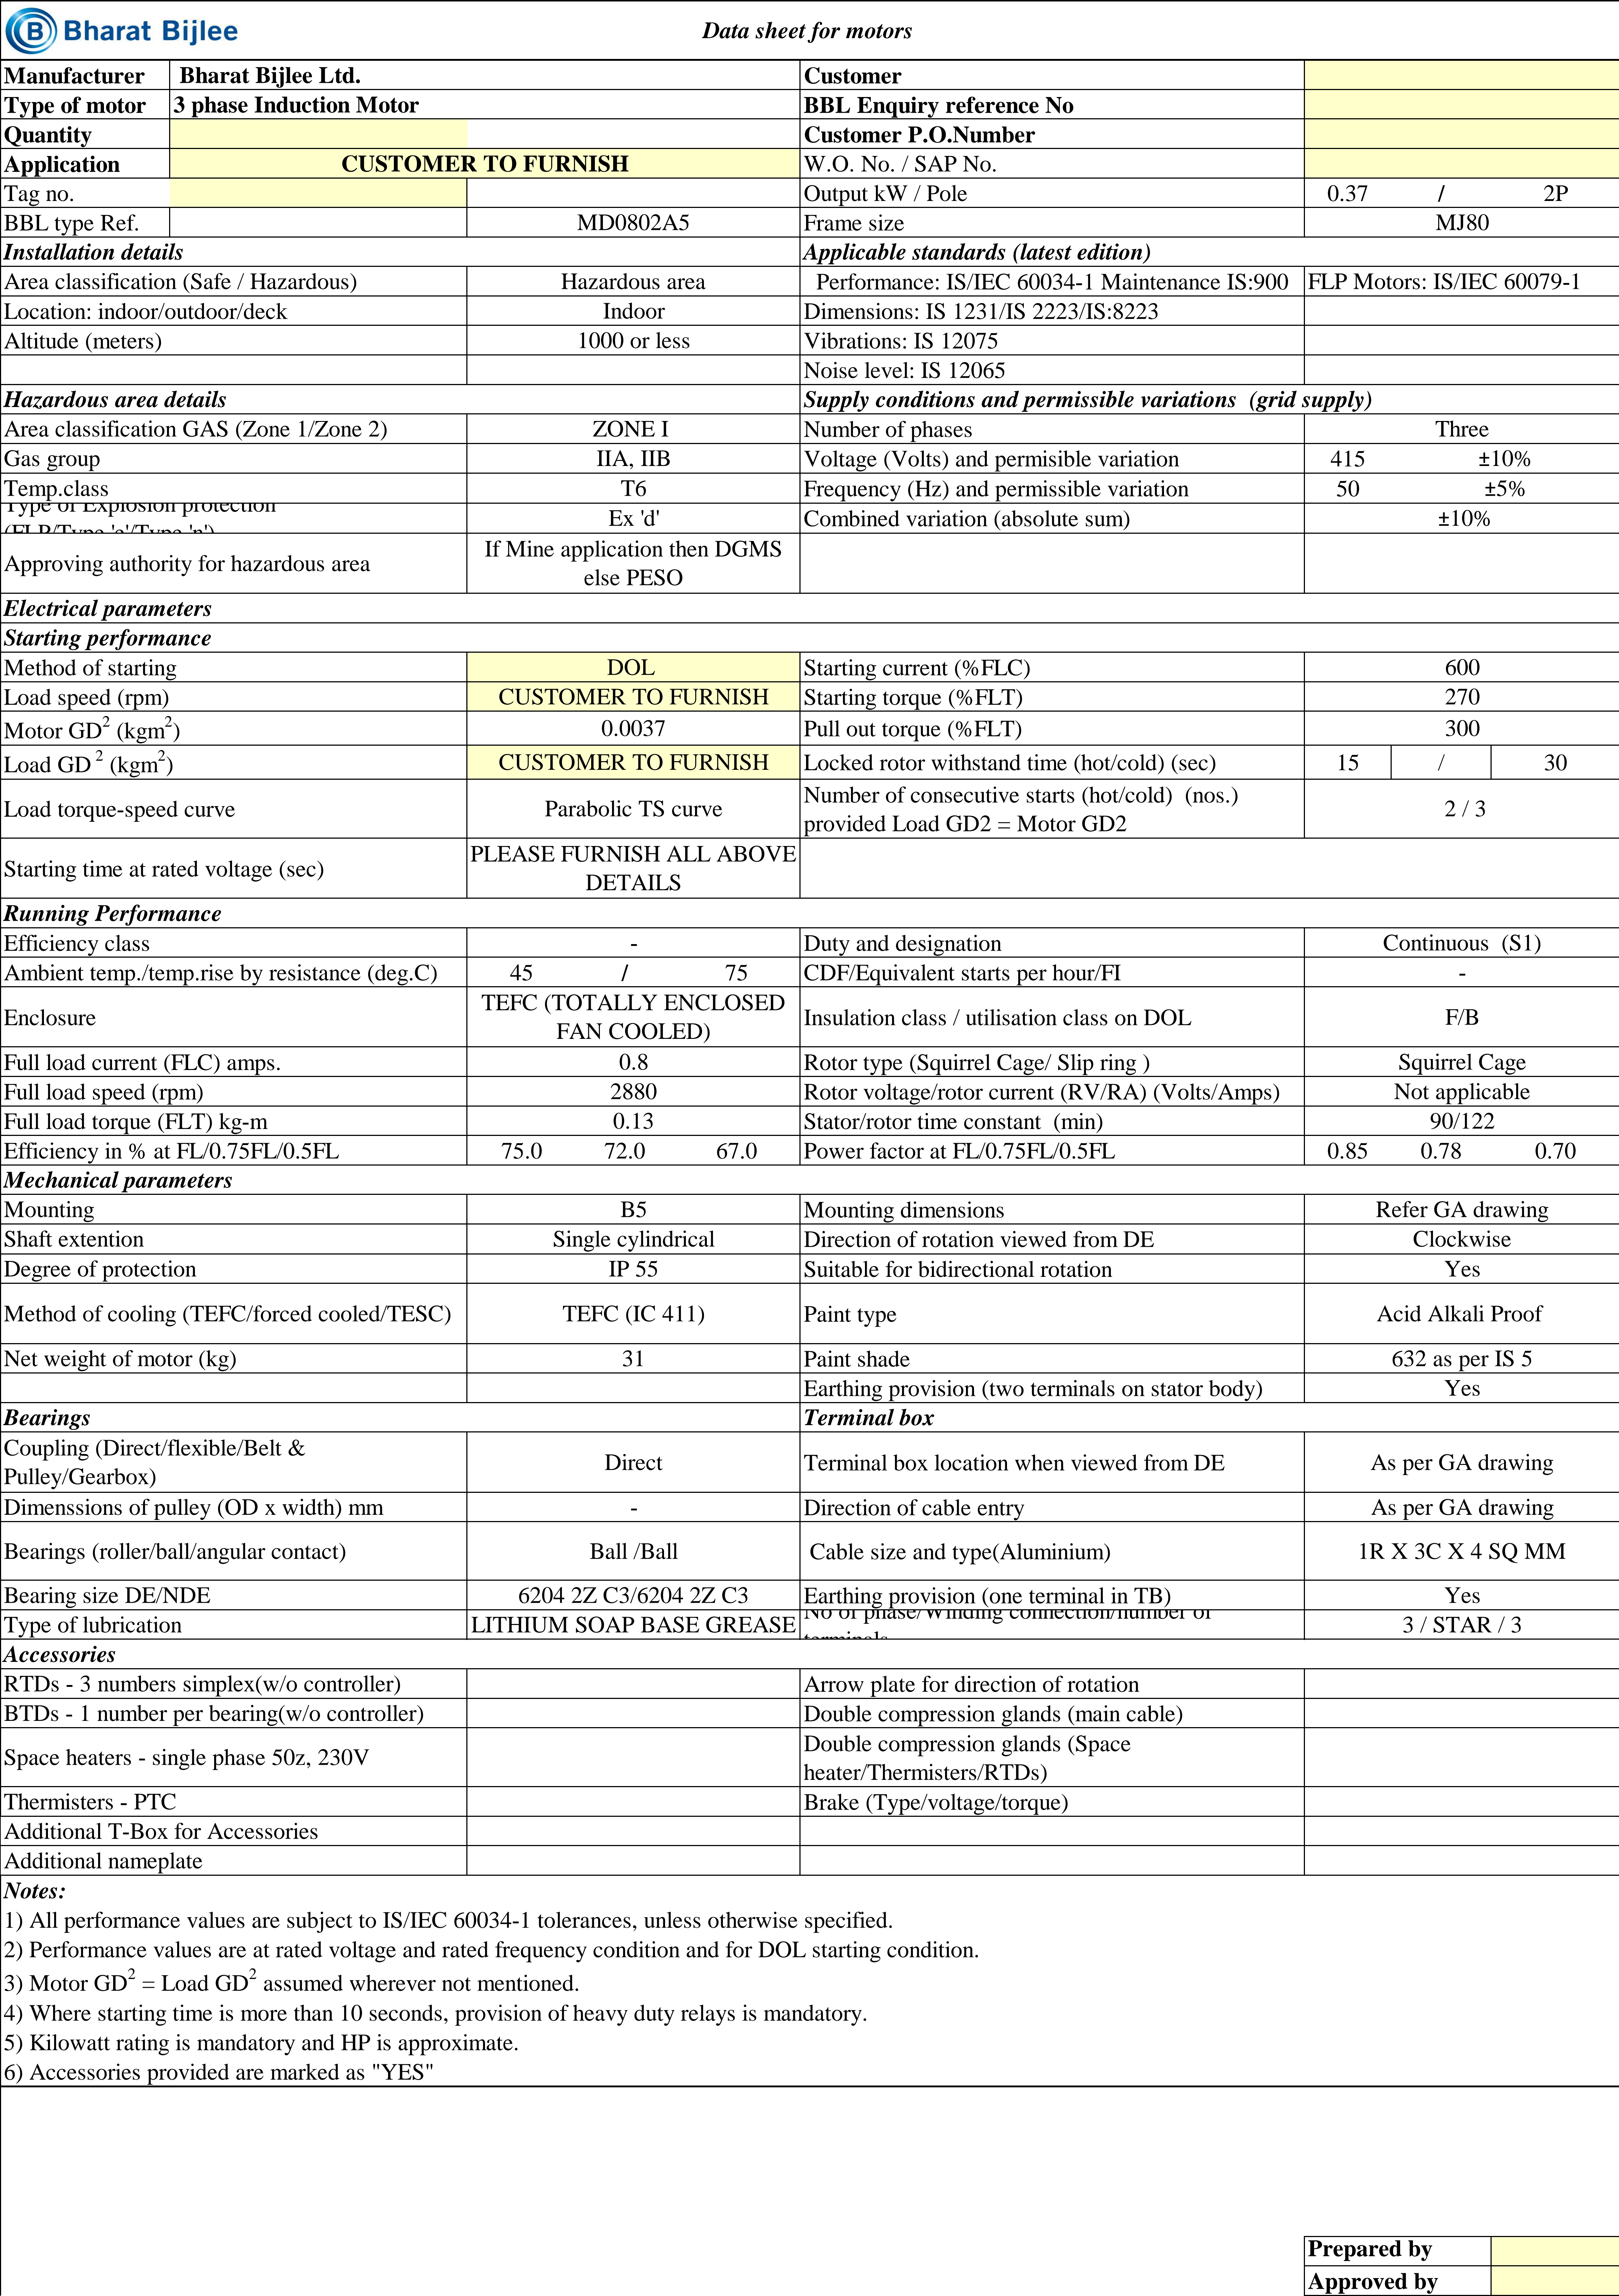 B Bharat Bijlee
Data sheet for motors
Manufacturer Bharat Bijlee Ltd. Customer
Type of motor 3 phase Induction Motor BBL Enquiry reference No
Quantity Customer P.O.Number
Application CUSTOMER TO FURNISH W.O. No. / SAP No.
Tag no. Output kW / Pole 0.37 / 2P
BBL type Ref. MD0802A5 Frame size MJ80
Installation details Applicable standards (latest edition)
Area classification (Safe / Hazardous) Hazardous area Performance: IS/IEC 60034-1 Maintenance IS:900 FLP Motors: IS/IEC 60079-1
Location: indoor/outdoor/deck Indoor Dimensions: IS 1231/IS 2223/IS:8223
Altitude (meters) 1000 or less Vibrations: IS 12075
Noise level: IS 12065
Hazardous area details Supply conditions and permissible variations (grid supply)
Area classification GAS (Zone 1/Zone 2) ZONE I Number of phases Three
Gas group IIA, IIB Voltage (Volts) and permisible variation 415 ±10%
Temp.class T6 Frequency (Hz) and permissible variation 50 ±5%
Type of Explosion protection
(FLP/Type 'e'/Type 'n') Ex 'd' Combined variation (absolute sum) ±10%
Approving authority for hazardous area If Mine application then DGMS
else PESO
Electrical parameters
Starting performance
Method of starting DOL Starting current (%FLC) 600
Load speed (rpm) CUSTOMER TO FURNISH Starting torque (%FLT) 270
Motor GD² (kgm²) 0.0037 Pull out torque (%FLT) 300
Load GD ² (kgm²) CUSTOMER TO FURNISH Locked rotor withstand time (hot/cold) (sec) 15 / 30
Load torque-speed curve Parabolic TS curve Number of consecutive starts (hot/cold) (nos.)
provided Load GD2 = Motor GD2 2 / 3
Starting time at rated voltage (sec) PLEASE FURNISH ALL ABOVE
DETAILS
Running Performance
Efficiency class - Duty and designation Continuous (S1)
Ambient temp./temp.rise by resistance (deg.C) 45 / 75 CDF/Equivalent starts per hour/FI -
Enclosure TEFC (TOTALLY ENCLOSED
FAN COOLED) Insulation class / utilisation class on DOL F/B
Full load current (FLC) amps. 0.8 Rotor type (Squirrel Cage/ Slip ring ) Squirrel Cage
Full load speed (rpm) 2880 Rotor voltage/rotor current (RV/RA) (Volts/Amps) Not applicable
Full load torque (FLT) kg-m 0.13 Stator/rotor time constant (min) 90/122
Efficiency in % at FL/0.75FL/0.5FL 75.0 72.0 67.0 Power factor at FL/0.75FL/0.5FL 0.85 0.78 0.70
Mechanical parameters
Mounting B5 Mounting dimensions Refer GA drawing
Shaft extention Single cylindrical Direction of rotation viewed from DE Clockwise
Degree of protection IP 55 Suitable for bidirectional rotation Yes
Method of cooling (TEFC/forced cooled/TESC) TEFC (IC 411) Paint type Acid Alkali Proof
Net weight of motor (kg) 31 Paint shade 632 as per IS 5
Earthing provision (two terminals on stator body) Yes
Bearings Terminal box
Coupling (Direct/flexible/Belt &
Pulley/Gearbox) Direct Terminal box location when viewed from DE As per GA drawing
Dimenssions of pulley (OD x width) mm - Direction of cable entry As per GA drawing
Bearings (roller/ball/angular contact) Ball /Ball Cable size and type(Aluminium) 1R X 3C X 4 SQ MM
Bearing size DE/NDE 6204 2Z C3/6204 2Z C3 Earthing provision (one terminal in TB) Yes
Type of lubrication LITHIUM SOAP BASE GREASE No of phase/Winding connection/number of
terminals 3 / STAR / 3
Accessories
RTDs - 3 numbers simplex(w/o controller) Arrow plate for direction of rotation
BTDs - 1 number per bearing(w/o controller) Double compression glands (main cable)
Space heaters - single phase 50z, 230V Double compression glands (Space
heater/Thermisters/RTDs)
Thermisters - PTC Brake (Type/voltage/torque)
Additional T-Box for Accessories
Additional nameplate
Notes:
1) All performance values are subject to IS/IEC 60034-1 tolerances, unless otherwise specified.
2) Performance values are at rated voltage and rated frequency condition and for DOL starting condition.
3) Motor GD² = Load GD² assumed wherever not mentioned.
4) Where starting time is more than 10 seconds, provision of heavy duty relays is mandatory.
5) Kilowatt rating is mandatory and HP is approximate.
6) Accessories provided are marked as "YES"
Prepared by
Approved by